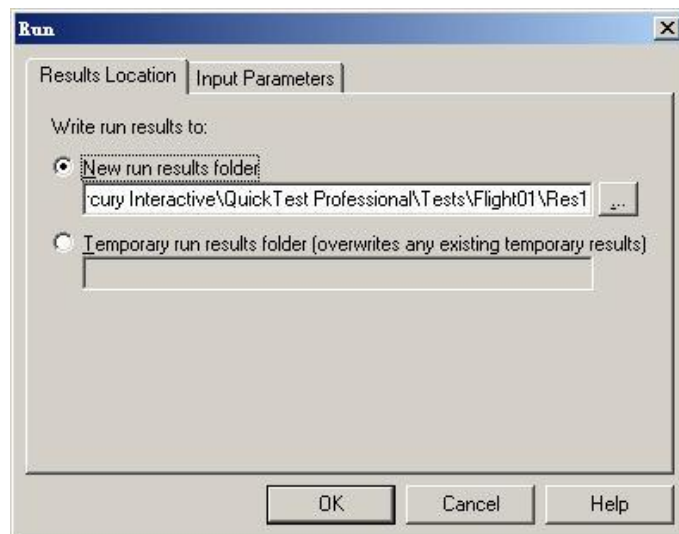 Run
Results Location Input Parameters
Write run results to:
New run results folder
cury Interactive\QuickTest Professional\Tests\Flight01\Res1 ...
Temporary run results folder (overwrites any existing temporary results)
OK Cancel Help